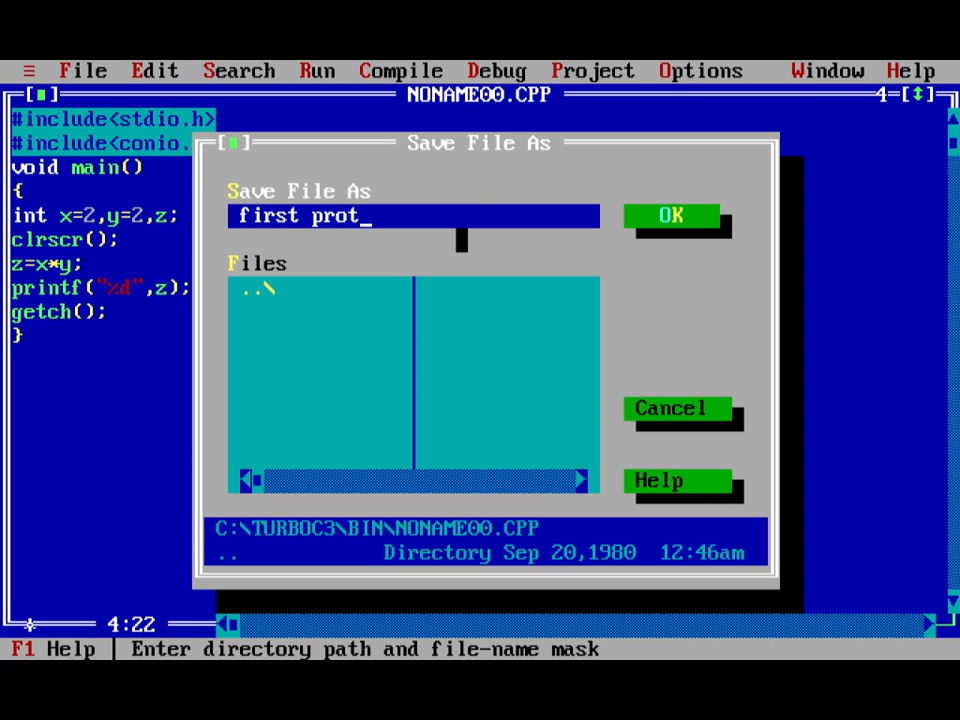 ≡ File Edit Search Run Compile Debug Project Options Window Help
NONAME00.CPP 4
#include<stdio.h>
#include<conio.
void main()
{
int x=2,y=2,z;
clrscr();
z=x*y;
printf("%d",z);
getch();
}
Save File As
Save File As
first prot_
OK
Files
..\
Cancel
Help
C:\TURBOC3\BIN\NONAME00.CPP
.. Directory Sep 20,1980 12:46am
4:22
F1 Help | Enter directory path and file-name mask